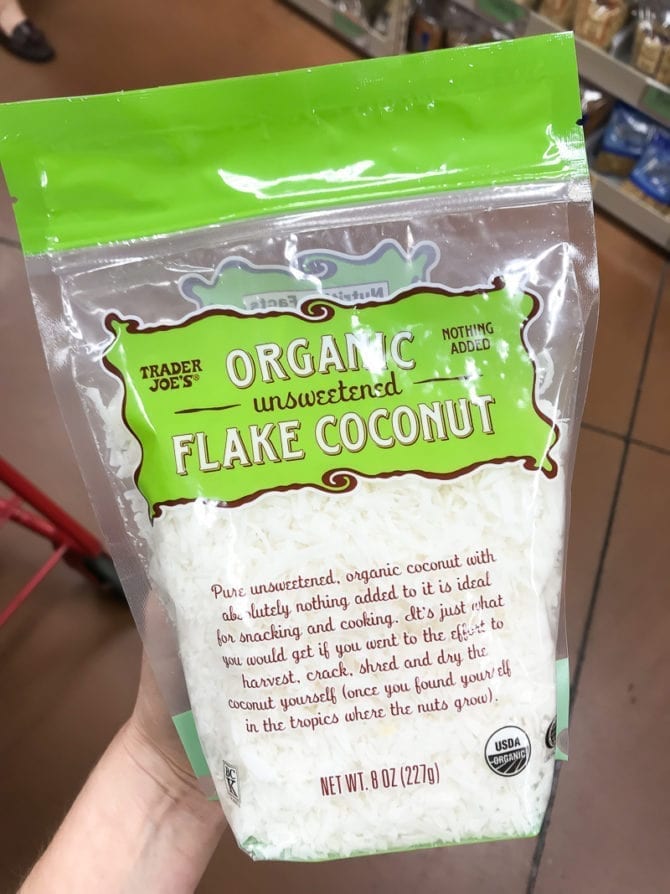 Nutrition Facts
TRADER
JOE'S®
ORGANIC
NOTHING
ADDED
unsweetened
FLAKE COCONUT
Pure unsweetened, organic coconut with
absolutely nothing added to it is ideal
for snacking and cooking. It's just what
you would get if you went to the effort to
harvest, crack, shred and dry the
coconut yourself (once you found yourself
in the tropics where the nuts grow).
K
NET WT. 8 OZ (227g)
USDA
ORGANIC